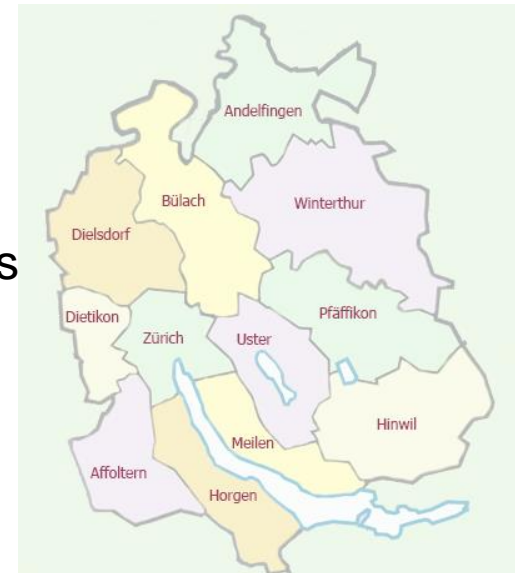 Andelfingen
Bülach
Winterthur
Dielsdorf
s
Dietikon
Pfäffikon
Zürich
Uster
Hinwil
Meilen
Affoltern
Horgen